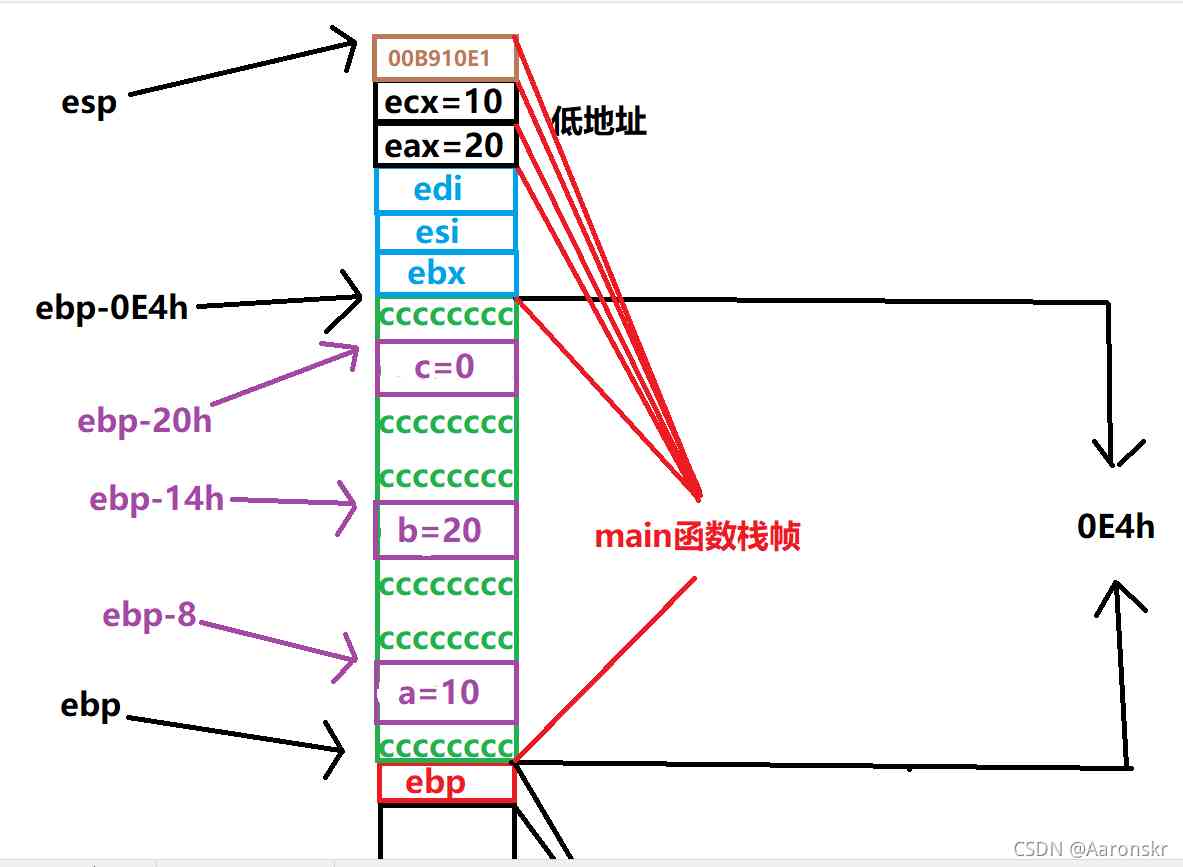 00B910E1
esp
ecx=10
低地址
eax=20
edi
esi
ebx
ebp-0E4h
cccccccc
c=0
ebp-20h
cccccccc
cccccccc
ebp-14h
b=20
main函数栈帧
0E4h
cccccccc
ebp-8
cccccccc
a=10
ebp
cccccccc
ebp
CSDN @Aaronskr